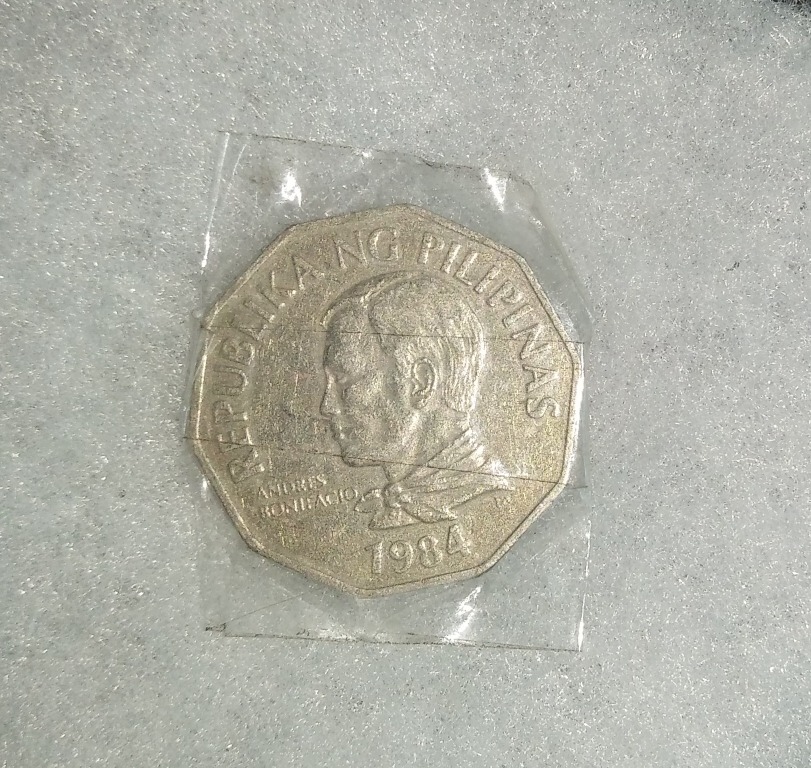 REPUBLIKA NG PILIPINAS
ANDRES
BONIFACIO
1984